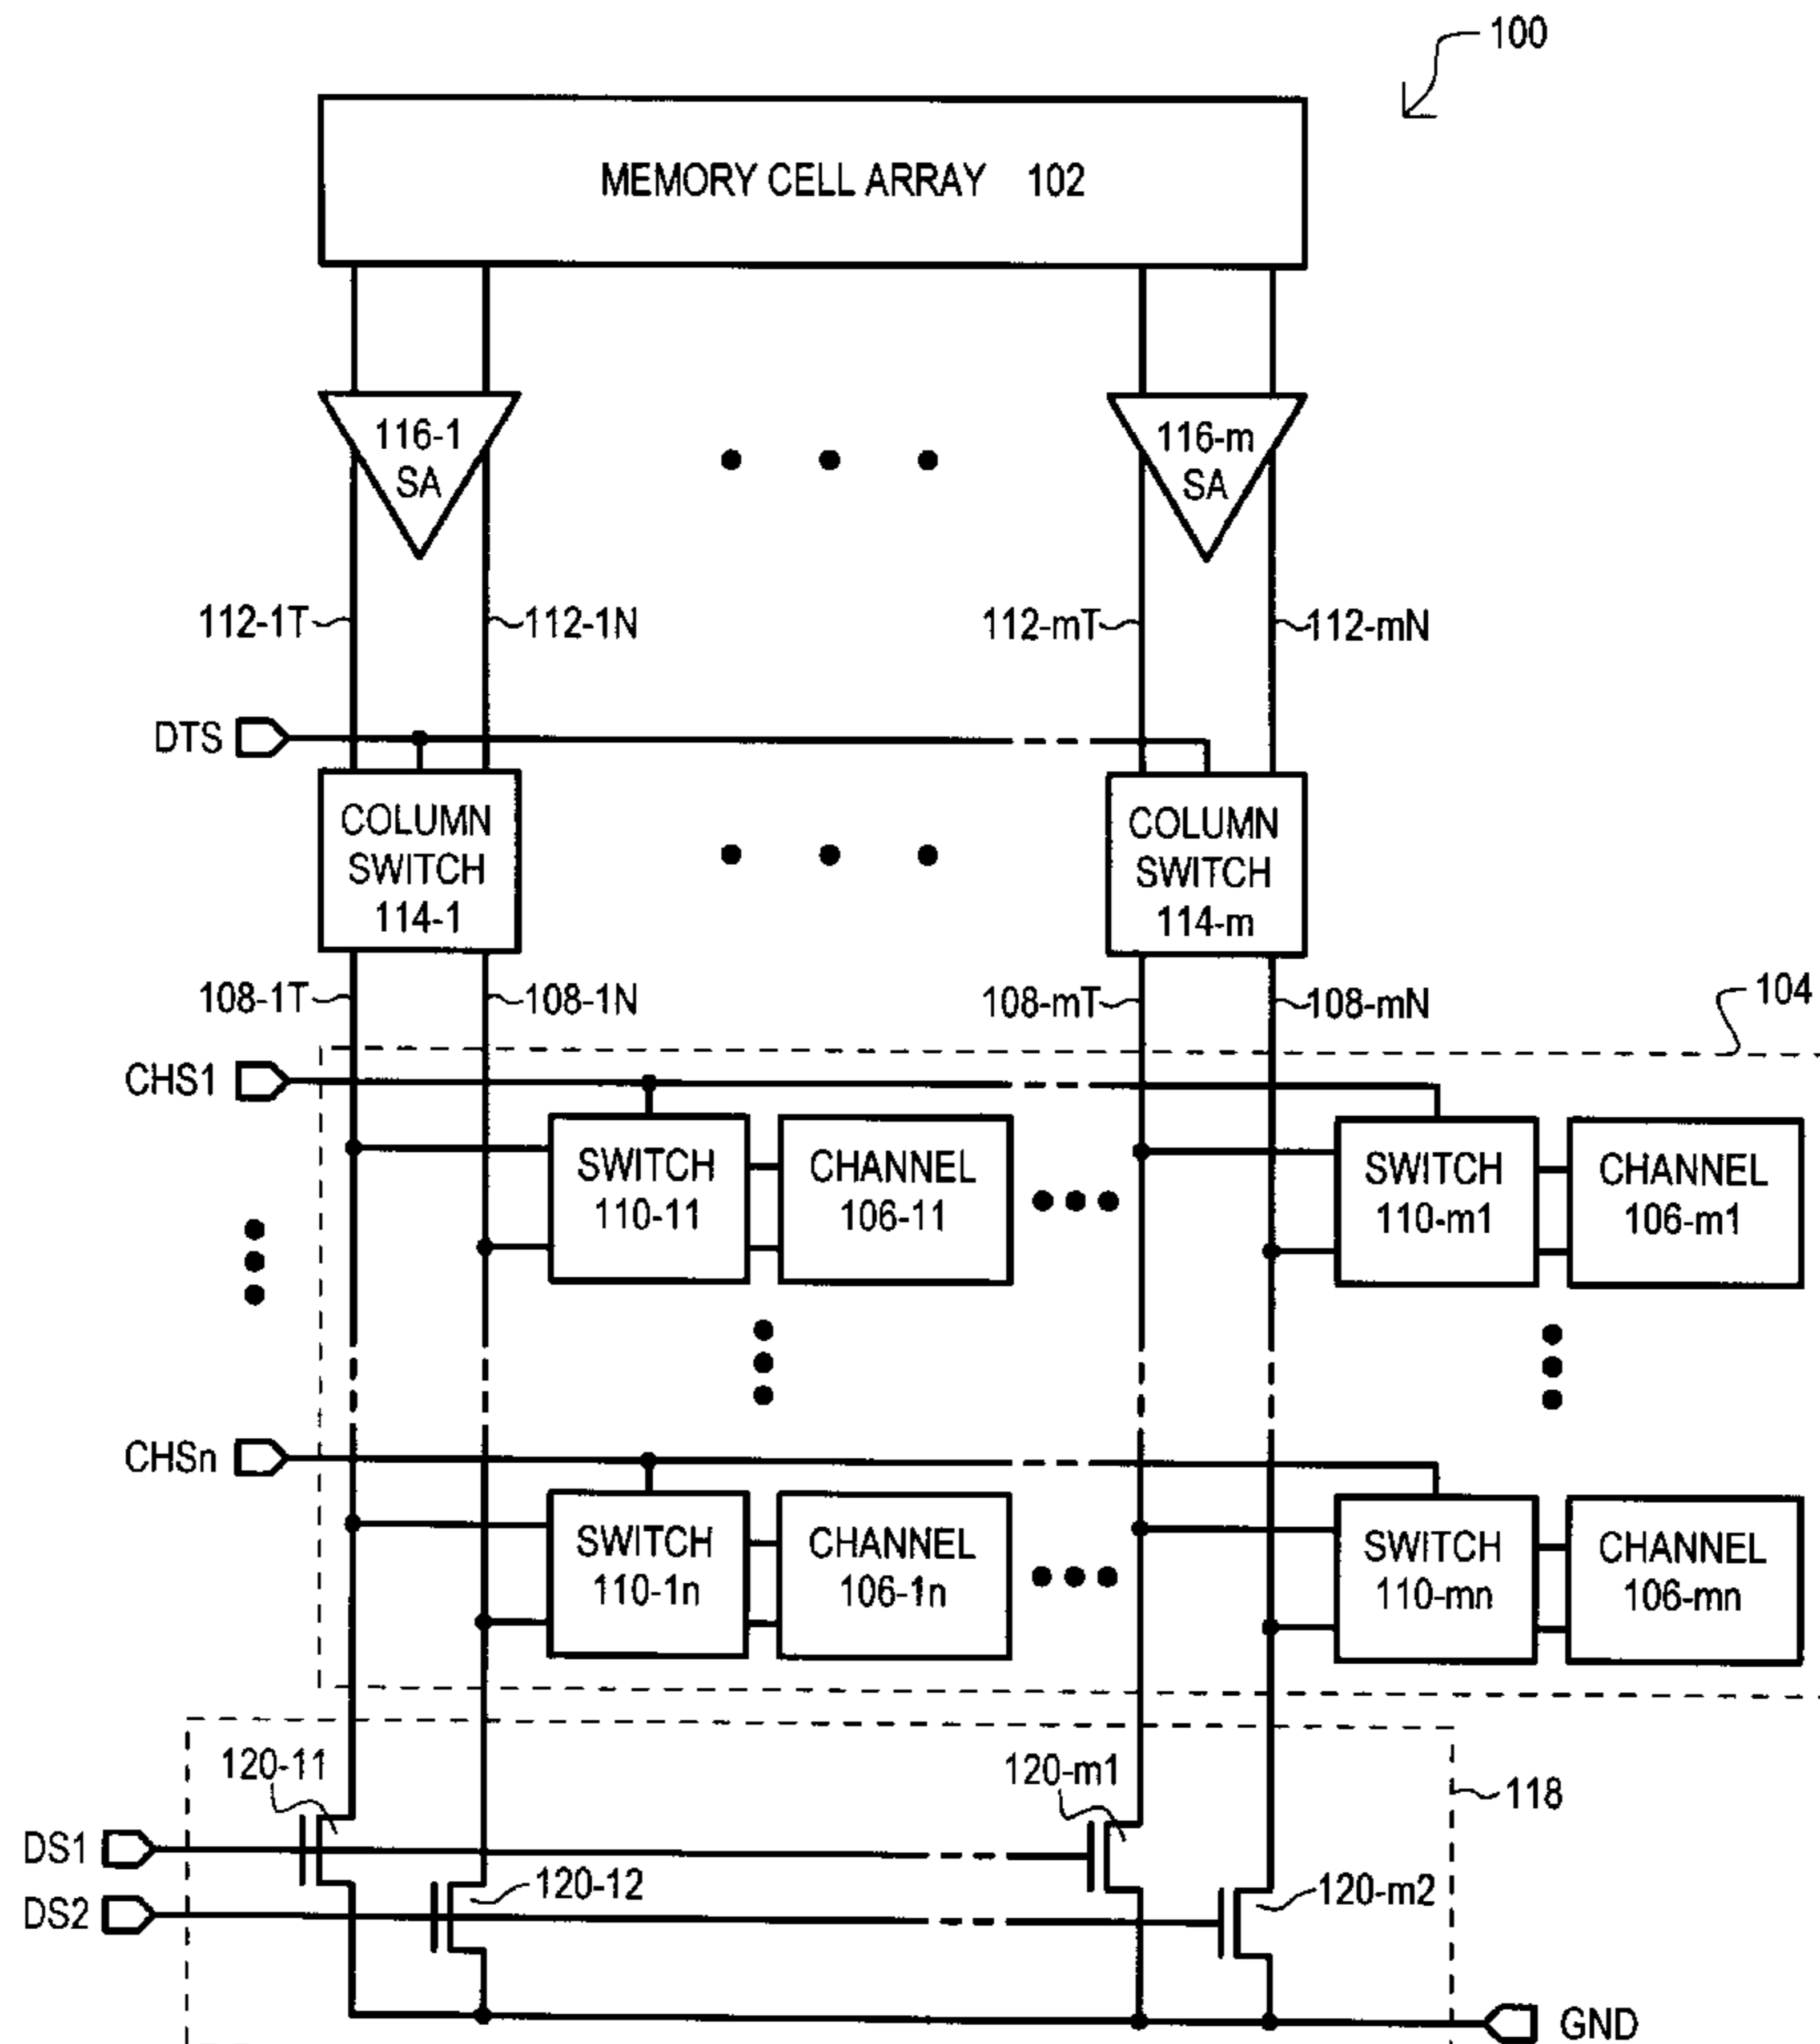 100
MEMORY CELL ARRAY 102
116-1
SA
116-m
SA
112-1T
112-1N
112-mT
112-mN
DTS
COLUMN
SWITCH
114-1
COLUMN
SWITCH
114-m
108-1T
108-1N
108-mT
108-mN
104
CHS1
SWITCH
110-11
CHANNEL
106-11
SWITCH
110-m1
CHANNEL
106-m1
CHSn
SWITCH
110-1n
CHANNEL
106-1n
SWITCH
110-mn
CHANNEL
106-mn
120-11
120-m1
118
DS1
120-12
120-m2
DS2
GND